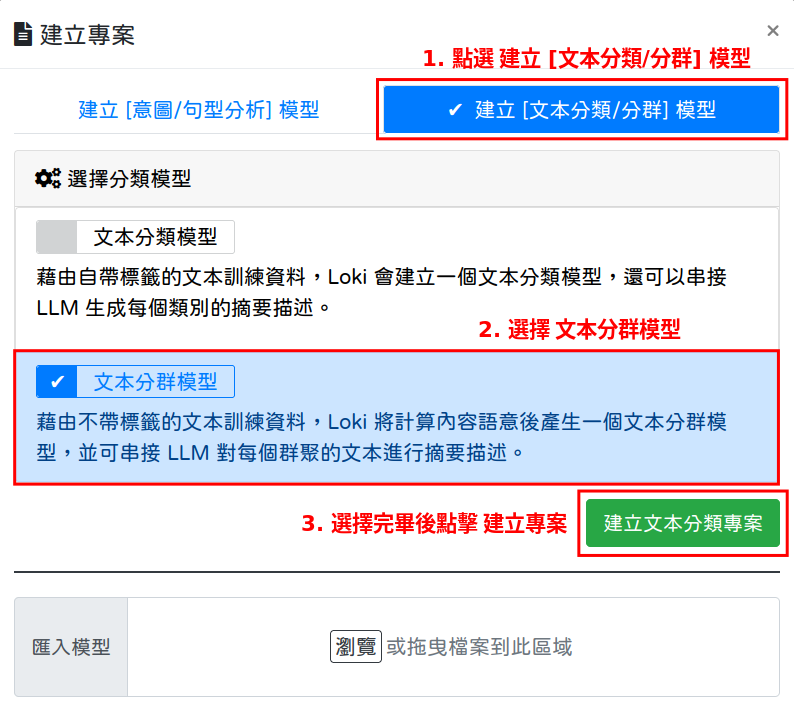 建立專案
×
1. 點選 建立 [文本分類/分群] 模型
建立 [意圖/句型分析] 模型
✔ 建立 [文本分類/分群] 模型
選擇分類模型
文本分類模型
藉由自帶標籤的文本訓練資料，Loki 會建立一個文本分類模型，還可以串接
LLM 生成每個類別的摘要描述。
2. 選擇 文本分群模型
✔ 文本分群模型
藉由不帶標籤的文本訓練資料，Loki 將計算內容語意後產生一個文本分群模
型，並可串接 LLM 對每個群聚的文本進行摘要描述。
3. 選擇完畢後點擊 建立專案
建立文本分類專案
匯入模型
瀏覽 或拖曳檔案到此區域